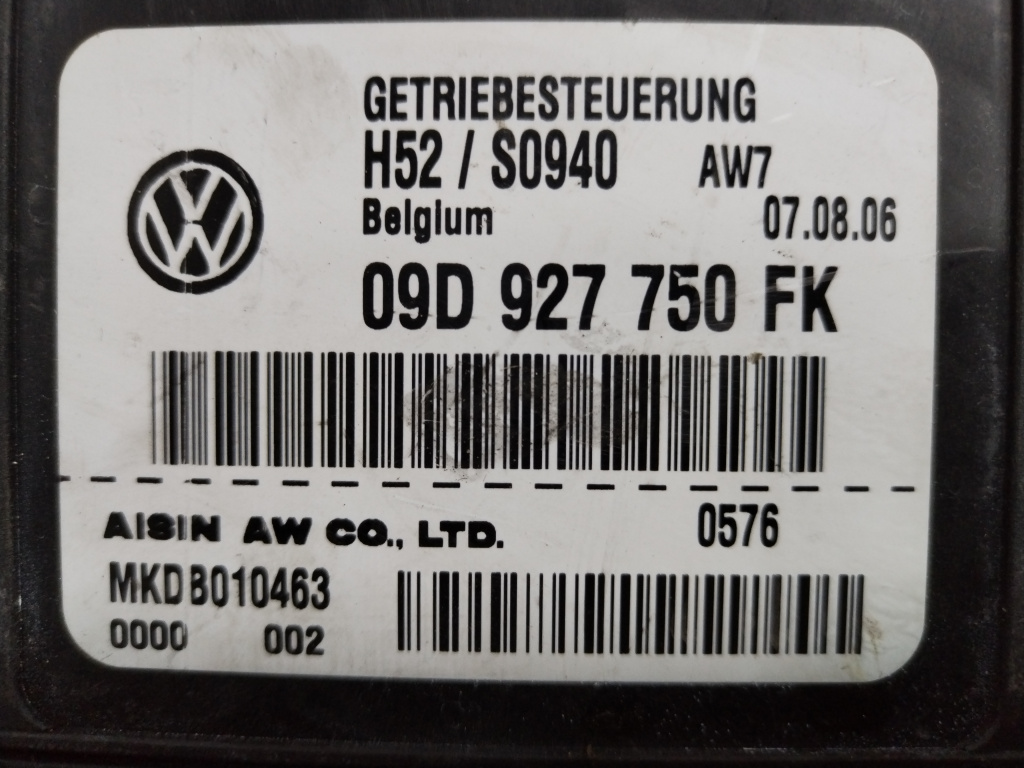 GETRIEBESTEUERUNG
H52 / S0940 AW7
Belgium 07.08.06
09D 927 750 FK
AISIN AW CO., LTD. 0576
MKDB010463
0000 002